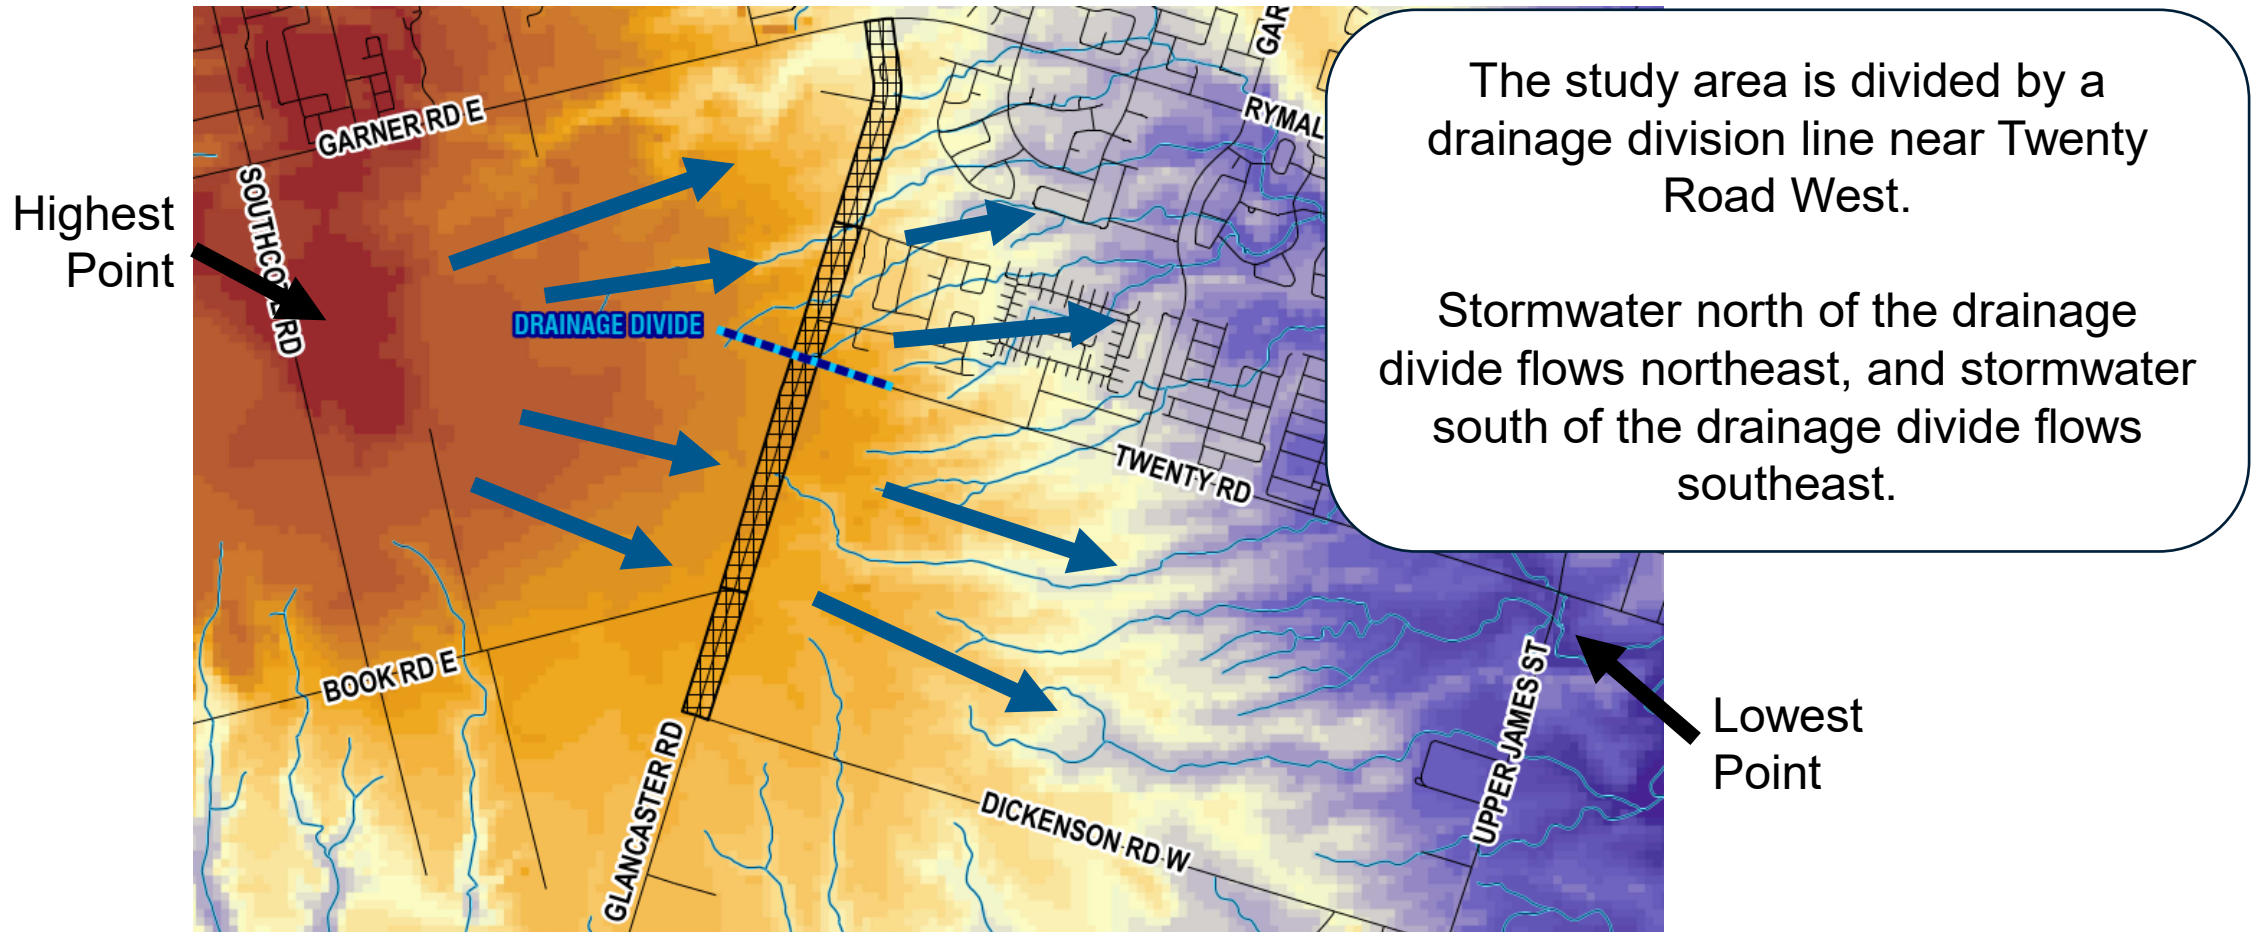 GARNER RD E
SOUTHCOTE RD
GAR
RYMAL
Highest
Point
DRAINAGE DIVIDE
The study area is divided by a
drainage division line near Twenty
Road West.
Stormwater north of the drainage
divide flows northeast, and stormwater
south of the drainage divide flows
southeast.
TWENTY RD
BOOK RD E
GLANCASTER RD
DICKENSON RD W
UPPER JAMES ST
Lowest
Point